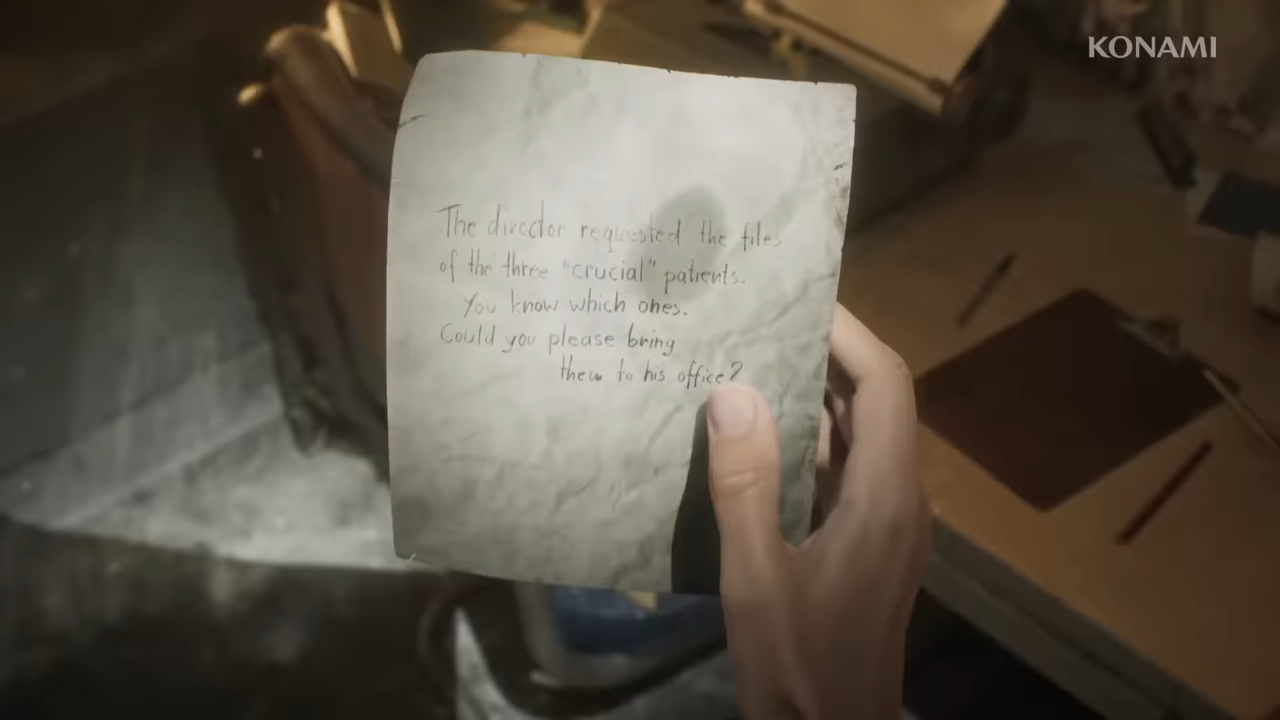 KONAMI
The director requested the files
of the three "crucial" patients.
You know which ones.
Could you please bring
them to his office?